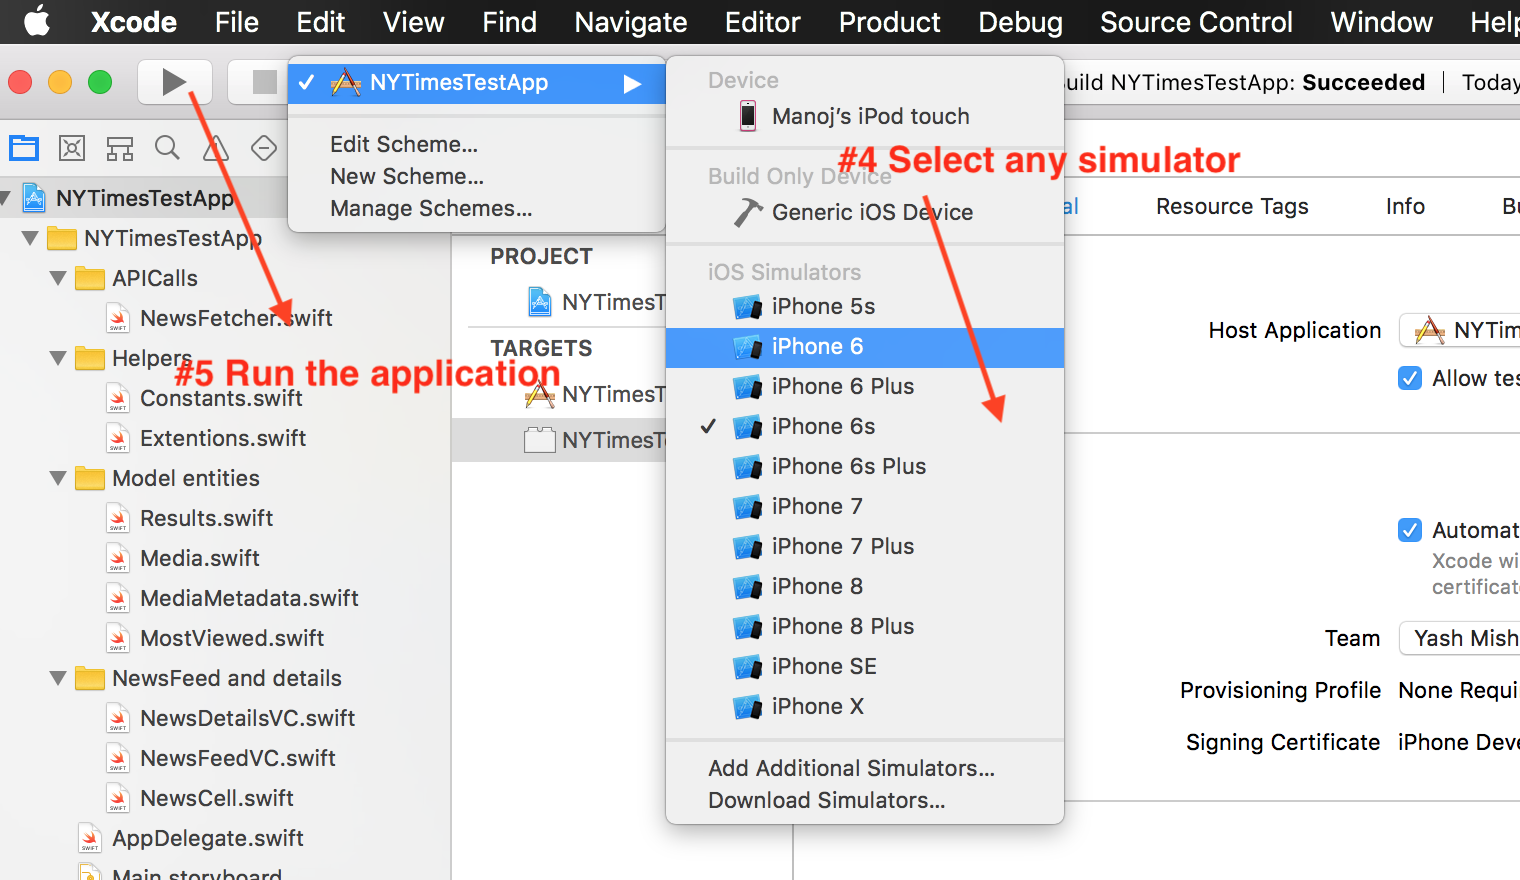 Xcode File Edit View Find Navigate Editor Product Debug Source Control Window Help
NYTimesTestApp
Edit Scheme...
New Scheme...
Manage Schemes...
Device
Manoj's iPod touch
#4 Select any simulator
Build Only Device
Generic iOS Device
iOS Simulators
iPhone 5s
iPhone 6
iPhone 6 Plus
iPhone 6s
iPhone 6s Plus
iPhone 7
iPhone 7 Plus
iPhone 8
iPhone 8 Plus
iPhone SE
iPhone X
Add Additional Simulators...
Download Simulators...
Build NYTimesTestApp: Succeeded | Today
NYTimesTestApp
NYTimesTestApp
APICalls
NewsFetcher.swift
Helpers
#5 Run the application
Constants.swift
Extentions.swift
Model entities
Results.swift
Media.swift
MediaMetadata.swift
MostViewed.swift
NewsFeed and details
NewsDetailsVC.swift
NewsFeedVC.swift
NewsCell.swift
AppDelegate.swift
Main.storyboard
PROJECT
NYTimesT
TARGETS
NYTimesT
NYTimesTe
al Resource Tags Info Bu
Host Application NYTim
Allow tes
Automat
Xcode wi
certificate
Team Yash Mish
Provisioning Profile None Requi
Signing Certificate iPhone Deve